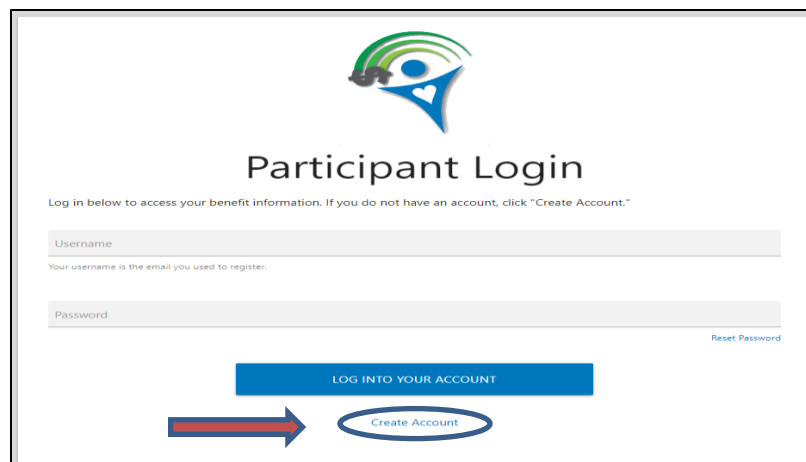 Participant Login
Log in below to access your benefit information. If you do not have an account, click "Create Account."
Username
Your username is the email you used to register.
Password
Reset Password
LOG INTO YOUR ACCOUNT
Create Account